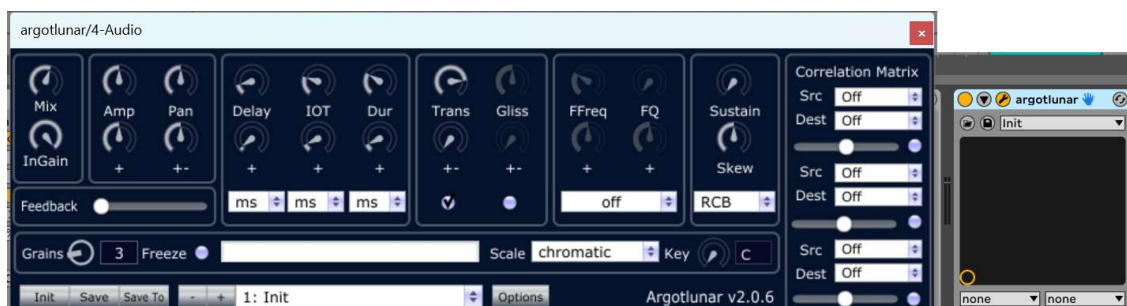 argotlunar/4-Audio
Mix
InGain
Amp Pan
+ +-
Delay IOT Dur
+ + +
ms ms ms
Trans Gliss
+- +-
FFreq FQ
+ +
off
Sustain
Skew
RCB
Feedback
Grains 3 Freeze Scale chromatic Key C
Init Save Save To - + 1: Init Options Argotlunar v2.0.6
Correlation Matrix
Src Off
Dest Off
Src Off
Dest Off
Src Off
Dest Off
argotlunar
Init
none none